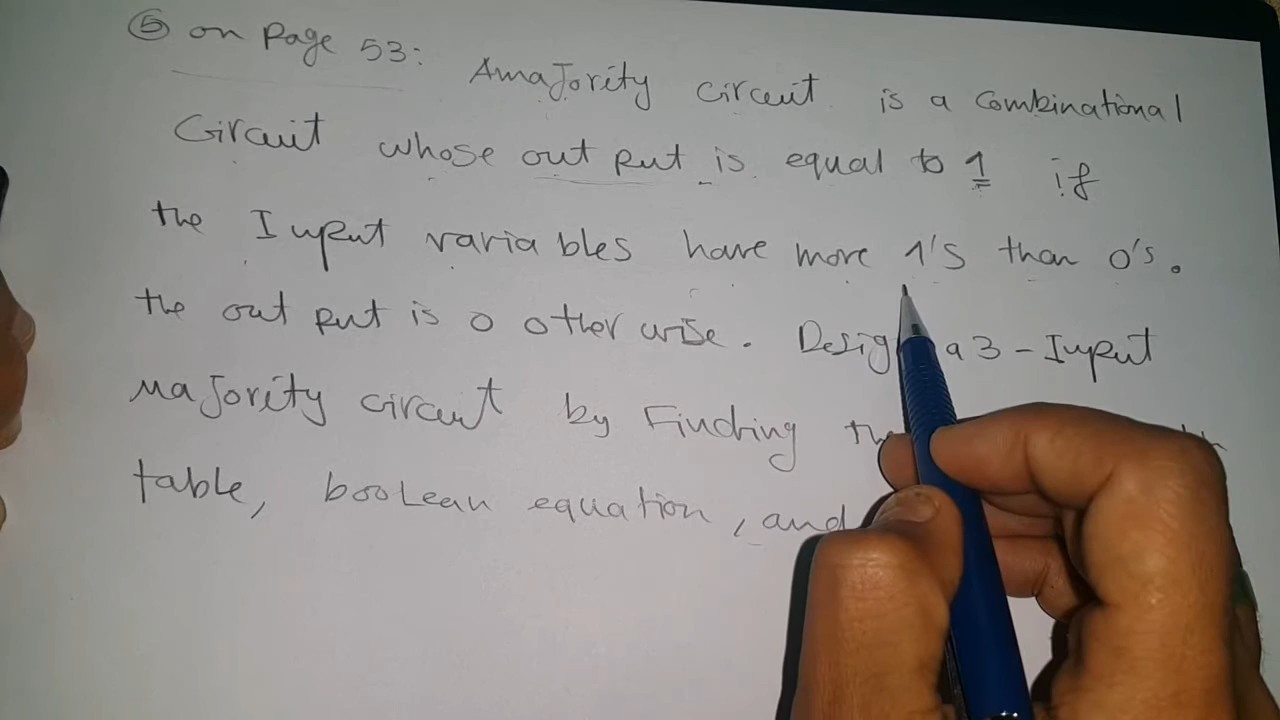 ⑤ on Page 53: A majority circuit is a combinational
Circuit whose out put is equal to 1 if
the Input variables have more 1's than 0's.
the out put is 0 other wise. Design a 3-Input
majority circuit by Finding
table, boolean equation, and